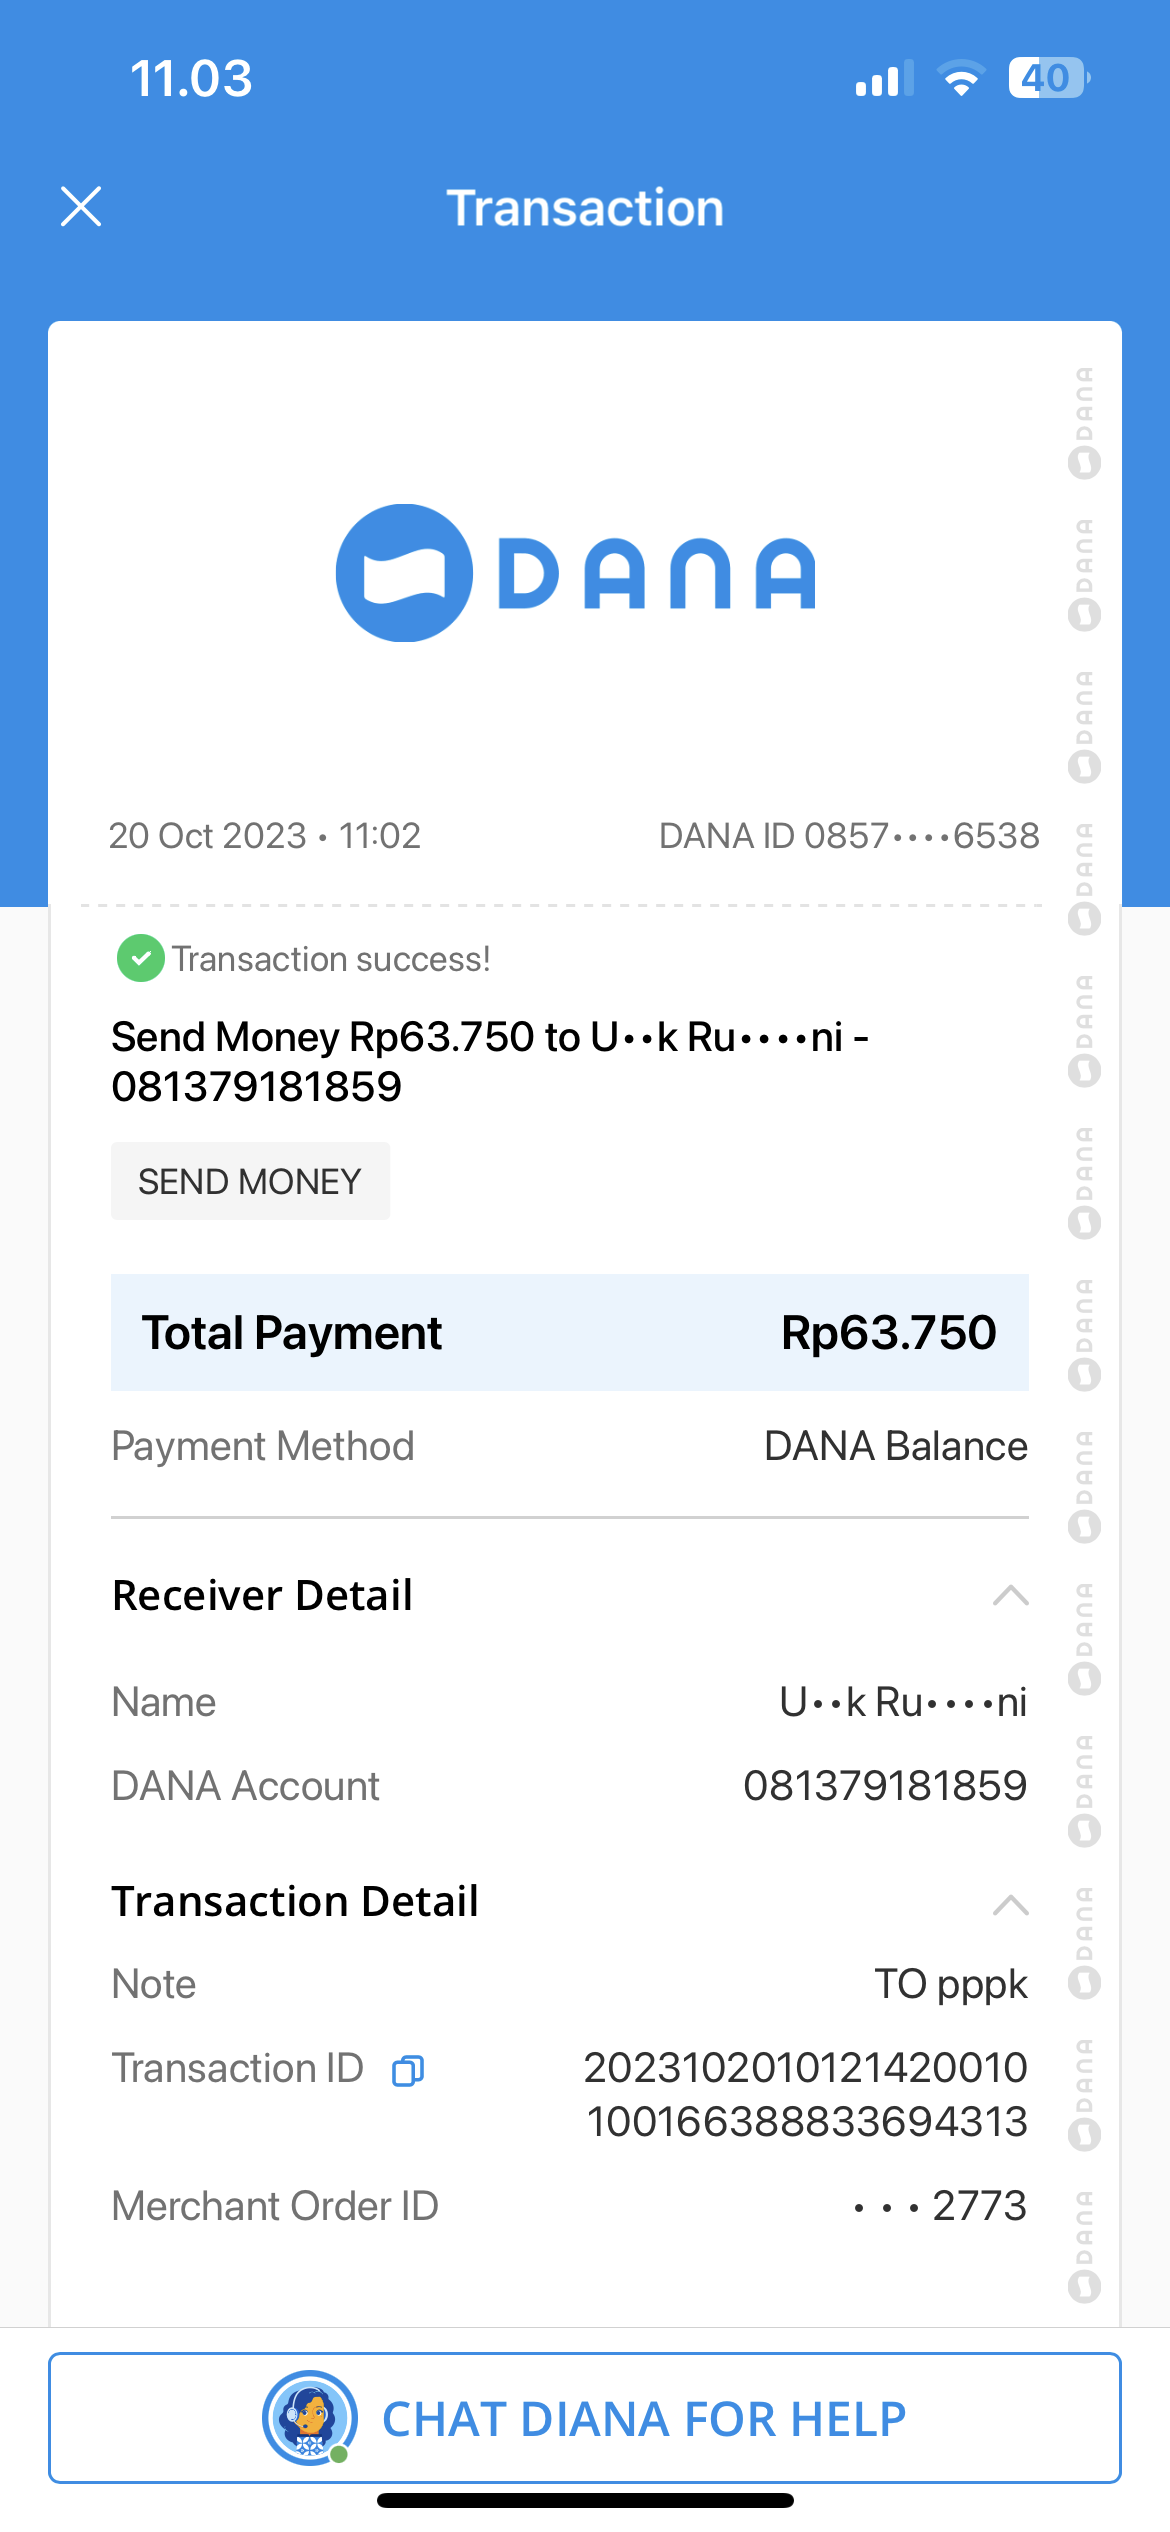 11.03
40
Transaction
DANA
20 Oct 2023 • 11:02
DANA ID 0857••••6538
Transaction success!
Send Money Rp63.750 to U••k Ru••••ni -
081379181859
SEND MONEY
Total Payment Rp63.750
Payment Method DANA Balance
Receiver Detail
Name U••k Ru••••ni
DANA Account 081379181859
Transaction Detail
Note TO pppk
Transaction ID 2023102010121420010
100166388833694313
Merchant Order ID • • • 2773
CHAT DIANA FOR HELP
DANA
DANA
DANA
DANA
DANA
DANA
DANA
DANA
DANA
DANA
DANA
DANA
DANA